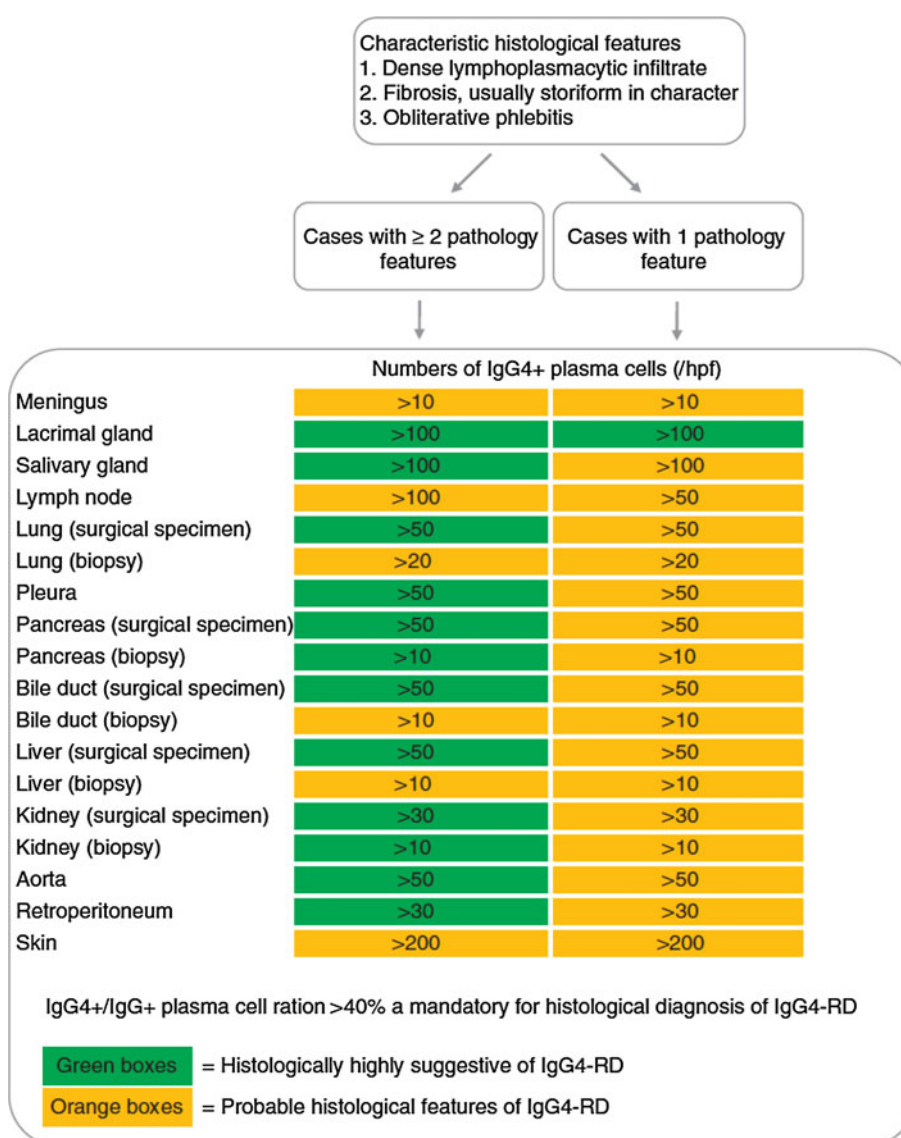 Characteristic histological features
1. Dense lymphoplasmacytic infiltrate
2. Fibrosis, usually storiform in character
3. Obliterative phlebitis
Cases with ≥ 2 pathology
features
Cases with 1 pathology
feature
Numbers of IgG4+ plasma cells (/hpf)
Meningus >10 >10
Lacrimal gland >100 >100
Salivary gland >100 >100
Lymph node >100 >50
Lung (surgical specimen) >50 >50
Lung (biopsy) >20 >20
Pleura >50 >50
Pancreas (surgical specimen) >50 >50
Pancreas (biopsy) >10 >10
Bile duct (surgical specimen) >50 >50
Bile duct (biopsy) >10 >10
Liver (surgical specimen) >50 >50
Liver (biopsy) >10 >10
Kidney (surgical specimen) >30 >30
Kidney (biopsy) >10 >10
Aorta >50 >50
Retroperitoneum >30 >30
Skin >200 >200
IgG4+/IgG+ plasma cell ration >40% a mandatory for histological diagnosis of IgG4-RD
Green boxes = Histologically highly suggestive of IgG4-RD
Orange boxes = Probable histological features of IgG4-RD